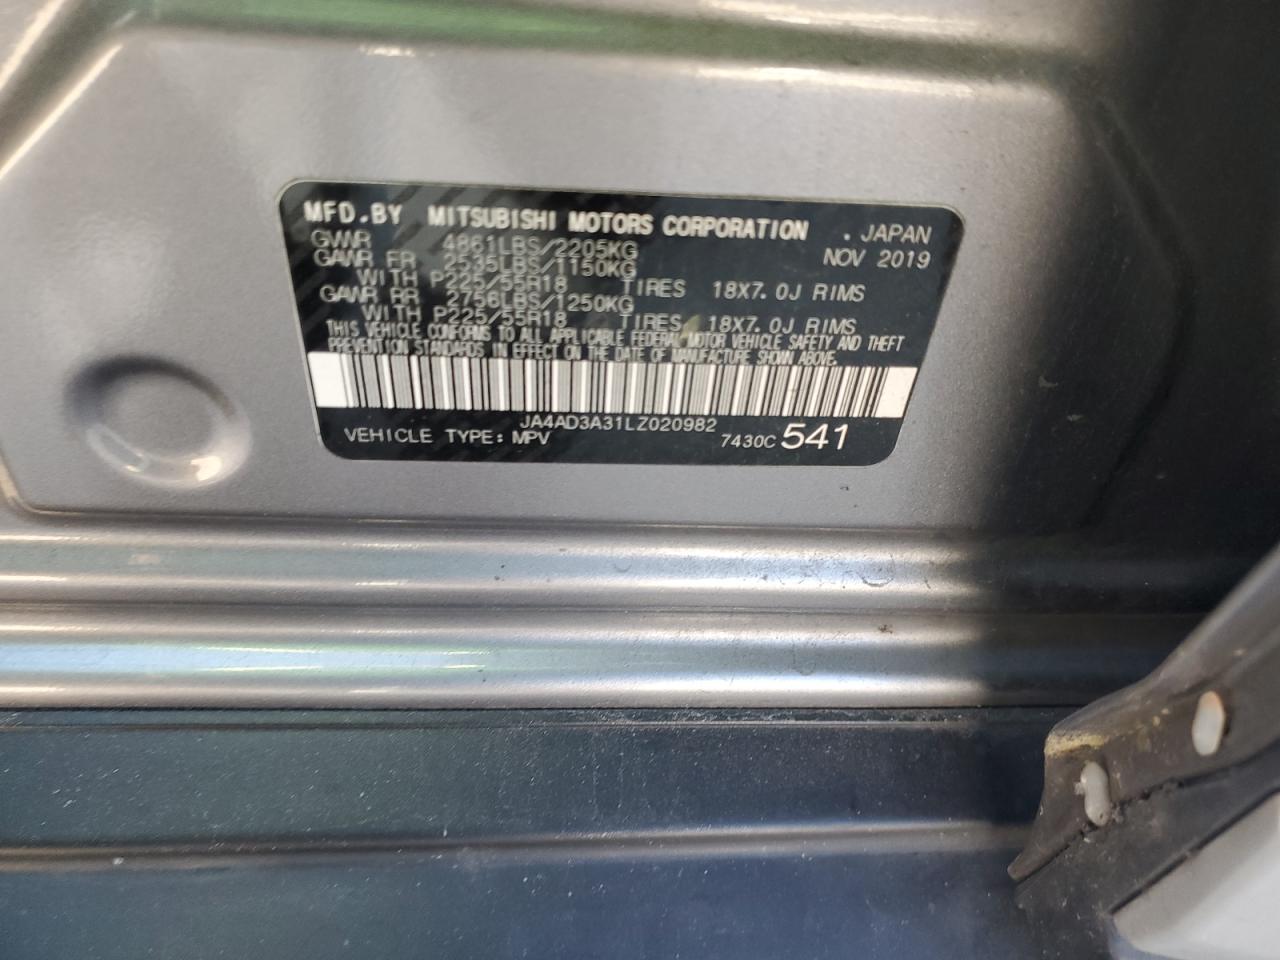 MFD.BY MITSUBISHI MOTORS CORPORATION . JAPAN
GVWR 4861LBS/2205KG NOV 2019
GAWR FR 2535LBS/1150KG
WITH P225/55R18 TIRES 18X7.0J RIMS
GAWR RR 2756LBS/1250KG
WITH P225/55R18 TIRES 18X7.0J RIMS
THIS VEHICLE CONFORMS TO ALL APPLICABLE FEDERAL MOTOR VEHICLE SAFETY AND THEFT
PREVENTION STANDARDS IN EFFECT ON THE DATE OF MANUFACTURE SHOWN ABOVE.
JA4AD3A31LZ020982
VEHICLE TYPE: MPV 7430C 541